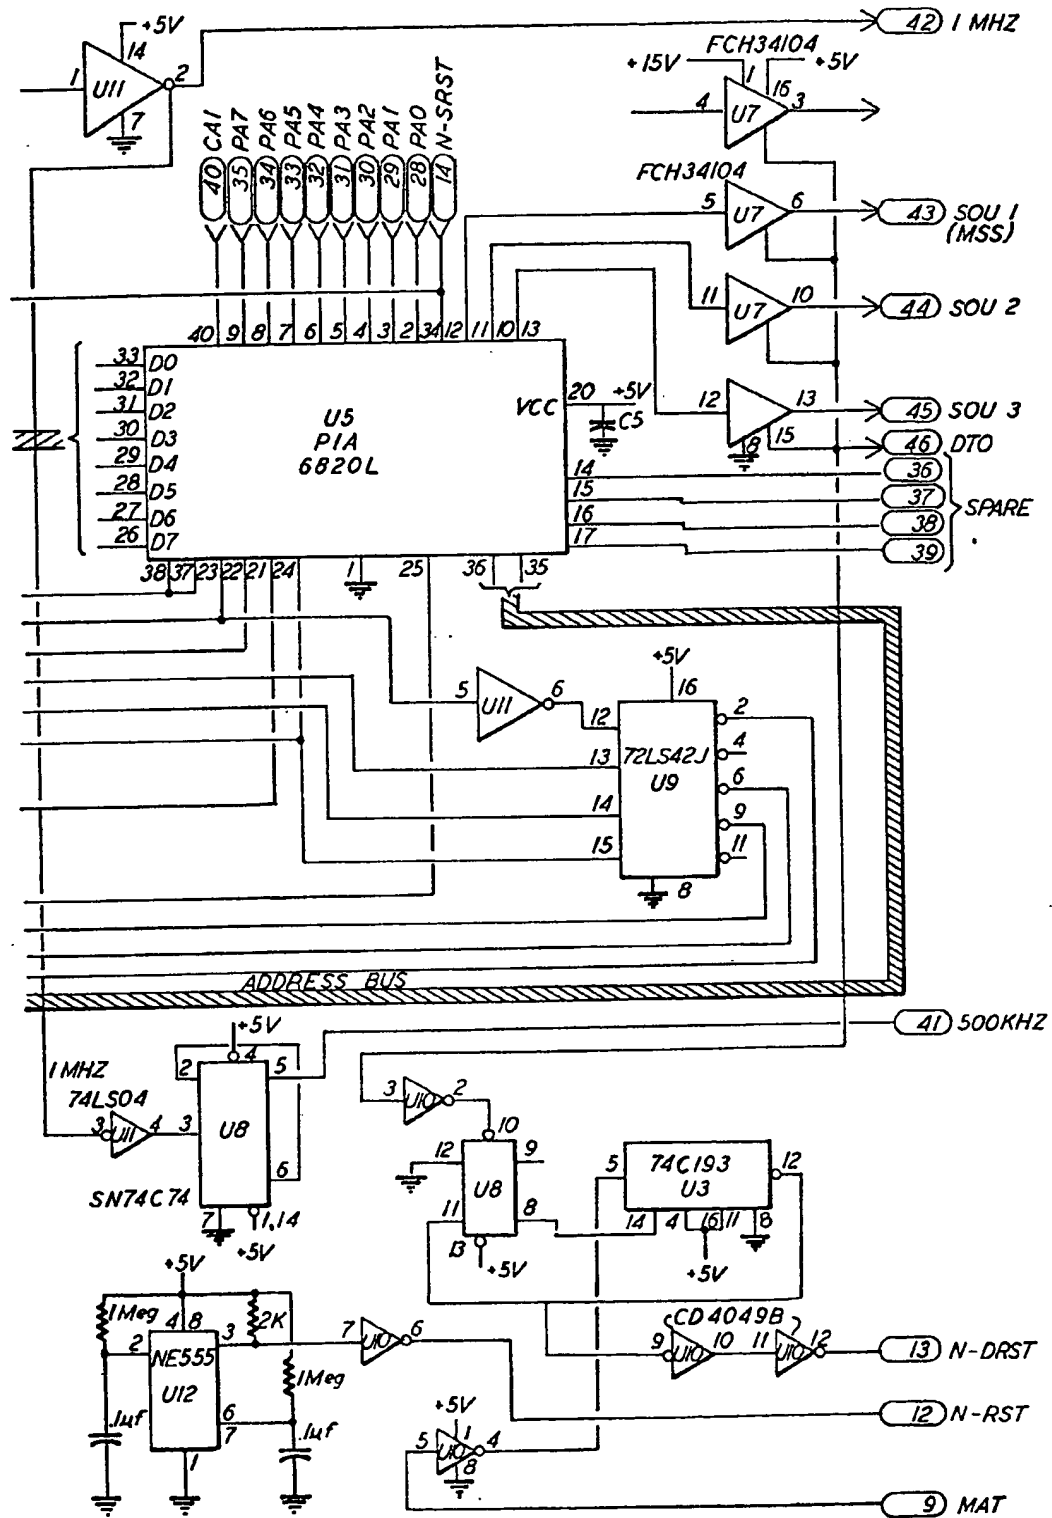 +5V
14
1
U11
2
7
42 1 MHZ
FCH34104
+15V
1
+5V
16
4
U7
3
40 CA1
35 PA7
34 PA6
33 PA5
32 PA4
31 PA3
30 PA2
29 PA1
28 PA0
14 N-SRST
FCH34104
5
U7
6
43 SOU 1
(MSS)
11
U7
10
44 SOU 2
12
13
8
15
45 SOU 3
46 DTO
36
37
38
39
SPARE
40 9 8 7 6 5 4 3 2 34 12 11 10 13
33 D0
32 D1
31 D2
30 D3
29 D4
28 D5
27 D6
26 D7
U5
PIA
6820L
VCC
20 +5V
C5
14
15
16
17
38 37 23 22 21 24 1 25 36 35
5
U11
6
+5V
16
12
13
14
15
72LS42J
U9
2
4
6
9
11
8
ADDRESS BUS
+5V
4
2
5
41 500KHZ
1 MHZ
74LS04
3
U11
4
3
U8
6
SN74C74
7
1,14
+5V
3
U10
2
10
12
9
U8
11
8
13
+5V
5
74C193
U3
12
14 4 16 11 8
+5V
+5V
1Meg
4 8
3
2K
2
NE555
U12
1Meg
6
7
.1uf
.1uf
1
7
U10
6
CD4049B
9
U10
10
11
U10
12
13 N-DRST
12 N-RST
+5V
1
5
U10
4
8
9 MAT